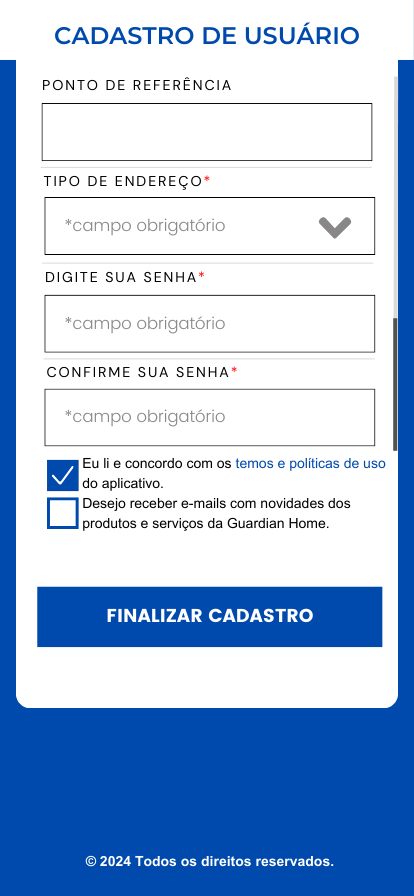 CADASTRO DE USUÁRIO
PONTO DE REFERÊNCIA
TIPO DE ENDEREÇO*
*campo obrigatório
DIGITE SUA SENHA*
*campo obrigatório
CONFIRME SUA SENHA*
*campo obrigatório
Eu li e concordo com os temos e políticas de uso
do aplicativo.
Desejo receber e-mails com novidades dos
produtos e serviços da Guardian Home.
FINALIZAR CADASTRO
© 2024 Todos os direitos reservados.